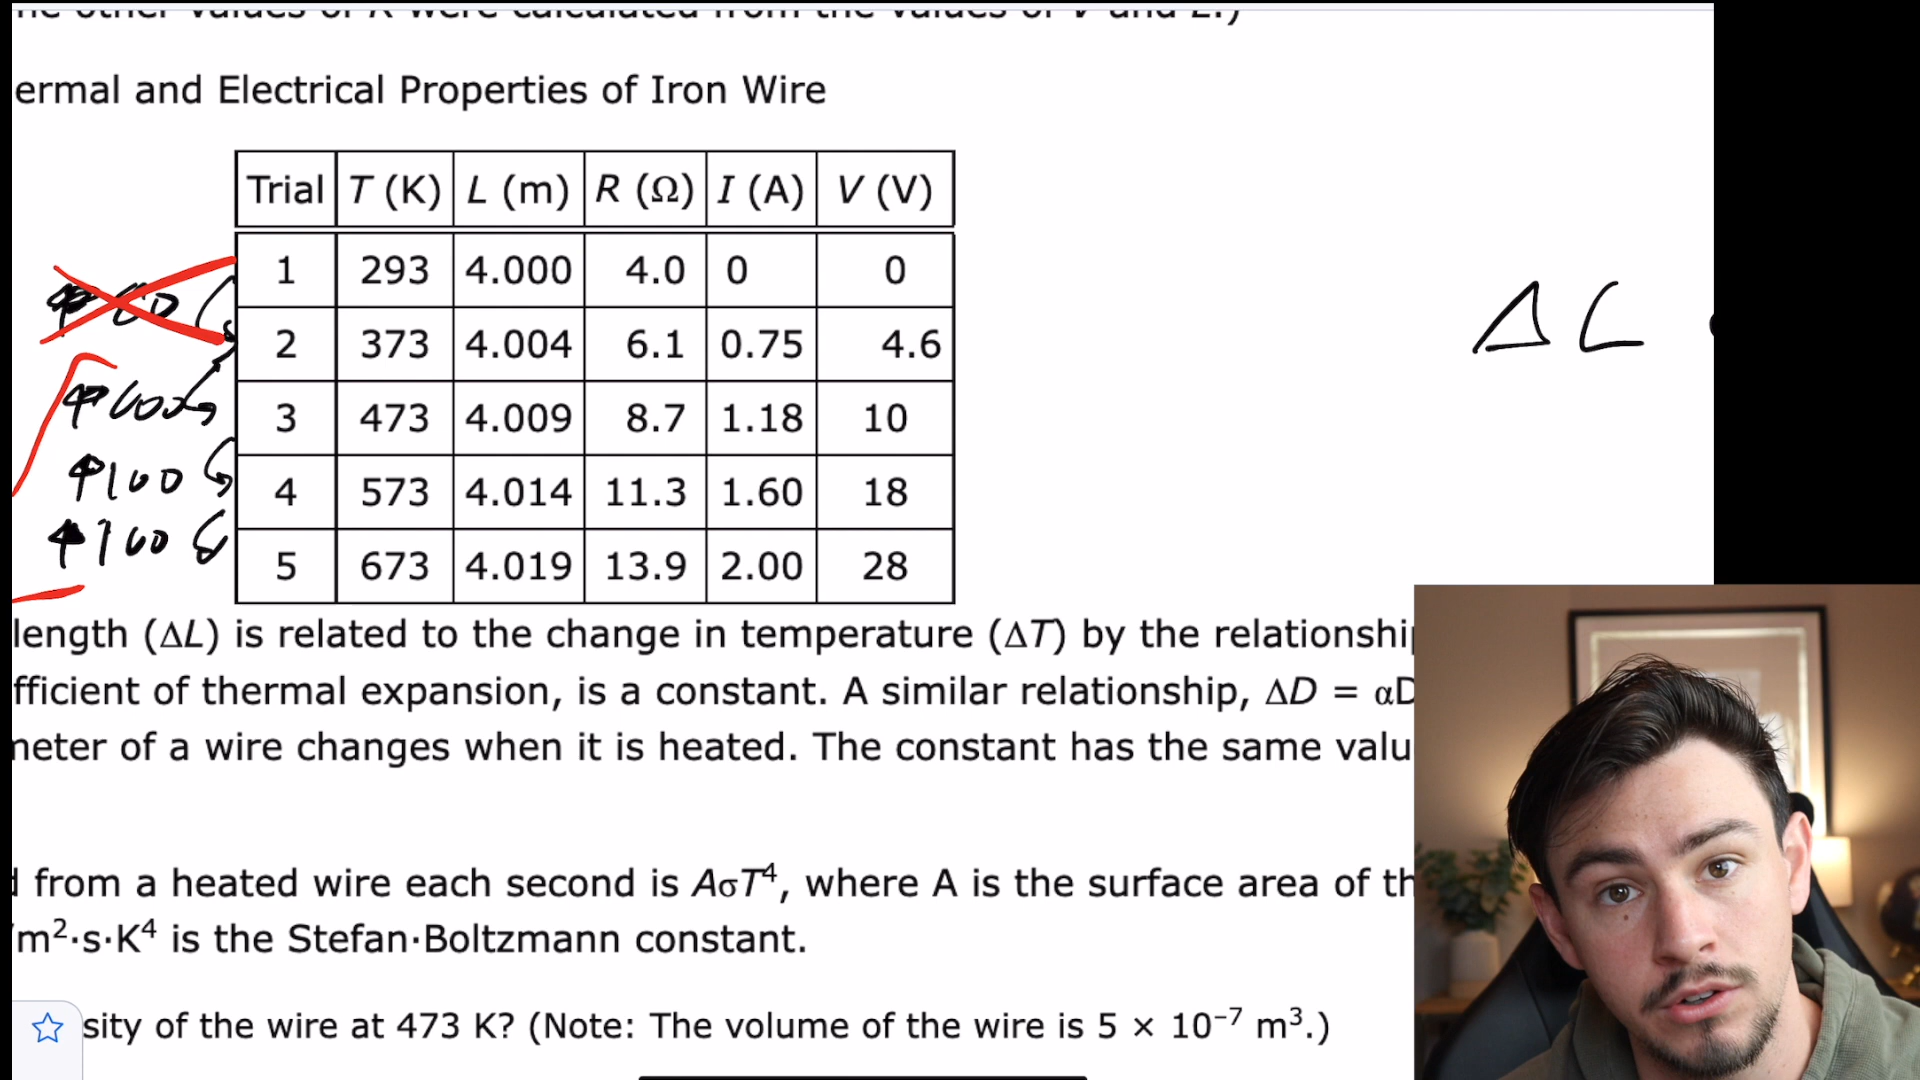 ermal and Electrical Properties of Iron Wire
Trial T (K) L (m) R (Ω) I (A) V (V)
1 293 4.000 4.0 0 0
2 373 4.004 6.1 0.75 4.6
3 473 4.009 8.7 1.18 10
↑100 4 573 4.014 11.3 1.60 18
↑100 5 673 4.019 13.9 2.00 28
ΔL
length (ΔL) is related to the change in temperature (ΔT) by the relationshi
fficient of thermal expansion, is a constant. A similar relationship, ΔD = αD
meter of a wire changes when it is heated. The constant has the same valu
from a heated wire each second is AσT⁴, where A is the surface area of th
m²·s·K⁴ is the Stefan·Boltzmann constant.
sity of the wire at 473 K? (Note: The volume of the wire is 5 × 10⁻⁷ m³.)